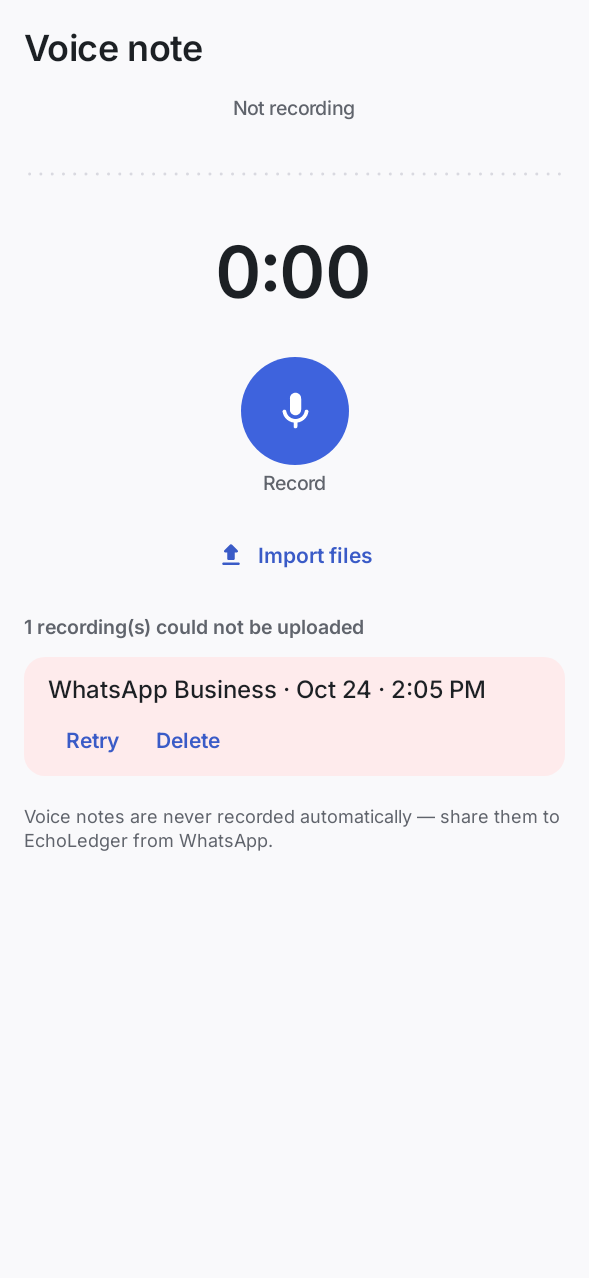 Voice note
Not recording
0:00
Record
Import files
1 recording(s) could not be uploaded
WhatsApp Business · Oct 24 · 2:05 PM
Retry Delete
Voice notes are never recorded automatically — share them to
EchoLedger from WhatsApp.